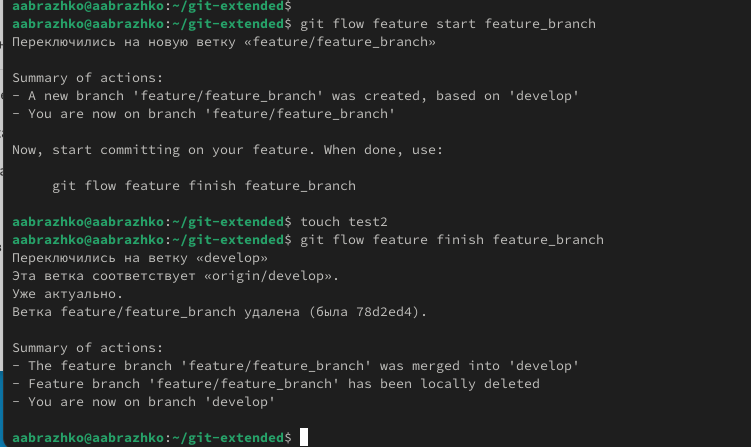 aabrazhko@aabrazhko:~/git-extended$
aabrazhko@aabrazhko:~/git-extended$ git flow feature start feature_branch
Переключились на новую ветку «feature/feature_branch»
Summary of actions:
- A new branch 'feature/feature_branch' was created, based on 'develop'
- You are now on branch 'feature/feature_branch'
Now, start committing on your feature. When done, use:
git flow feature finish feature_branch
aabrazhko@aabrazhko:~/git-extended$ touch test2
aabrazhko@aabrazhko:~/git-extended$ git flow feature finish feature_branch
Переключились на ветку «develop»
Эта ветка соответствует «origin/develop».
Уже актуально.
Ветка feature/feature_branch удалена (была 78d2ed4).
Summary of actions:
- The feature branch 'feature/feature_branch' was merged into 'develop'
- Feature branch 'feature/feature_branch' has been locally deleted
- You are now on branch 'develop'
aabrazhko@aabrazhko:~/git-extended$